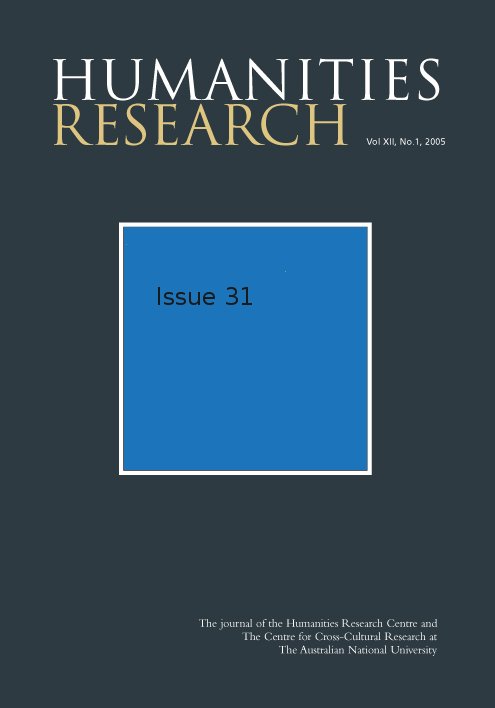 HUMANITIES
RESEARCH
Vol XII, No.1, 2005
Issue 31
The journal of the Humanities Research Centre and
The Centre for Cross-Cultural Research at
The Australian National University